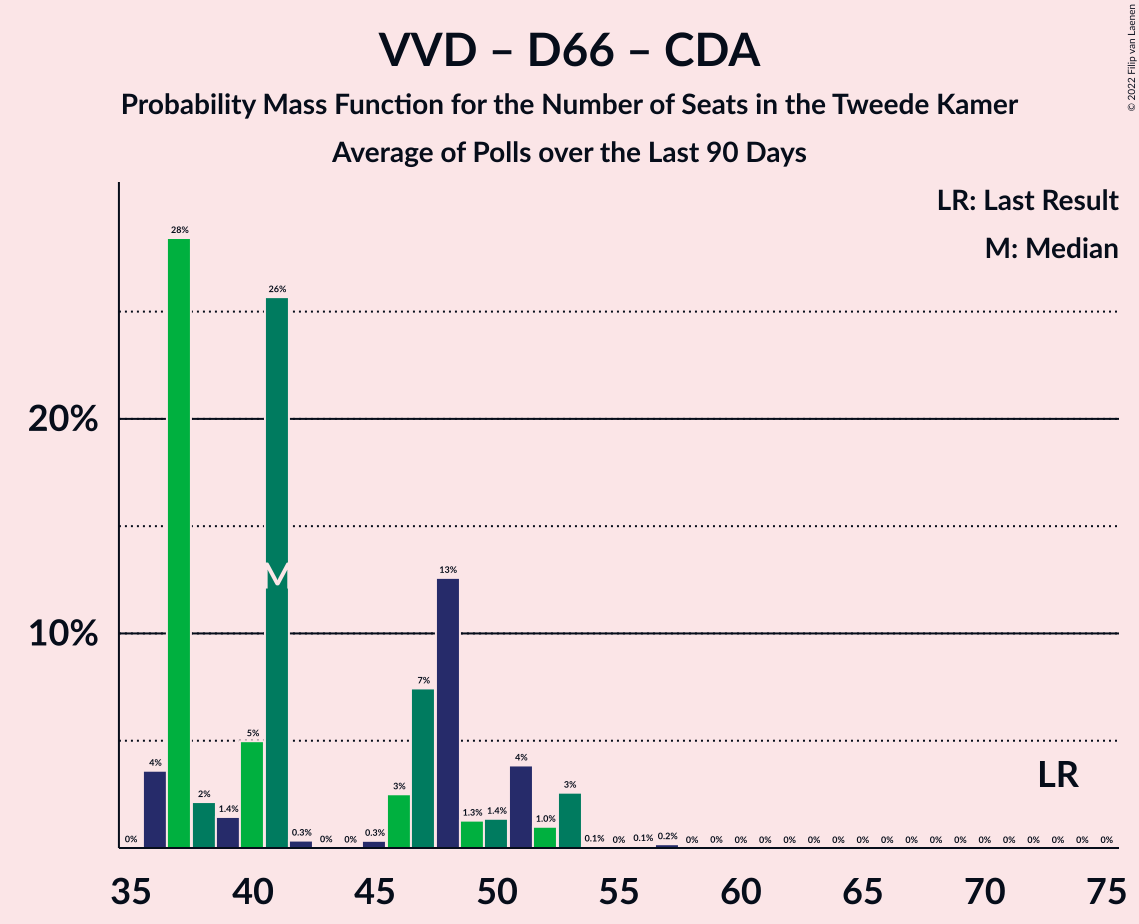 VVD – D66 – CDA
Probability Mass Function for the Number of Seats in the Tweede Kamer
Average of Polls over the Last 90 Days
© 2022 Filip van Laenen
LR: Last Result
M: Median
20%
10%
0% 4% 28% 2% 1.4% 5% 26% 0.3% 0% 0% 0.3% 3% 7% 13% 1.3% 1.4% 4% 1.0% 3% 0.1% 0% 0.1% 0.2% 0% 0% 0% 0% 0% 0% 0% 0% 0% 0% 0% 0% 0% 0% 0% 0% 0% 0%
M
LR
35 40 45 50 55 60 65 70 75